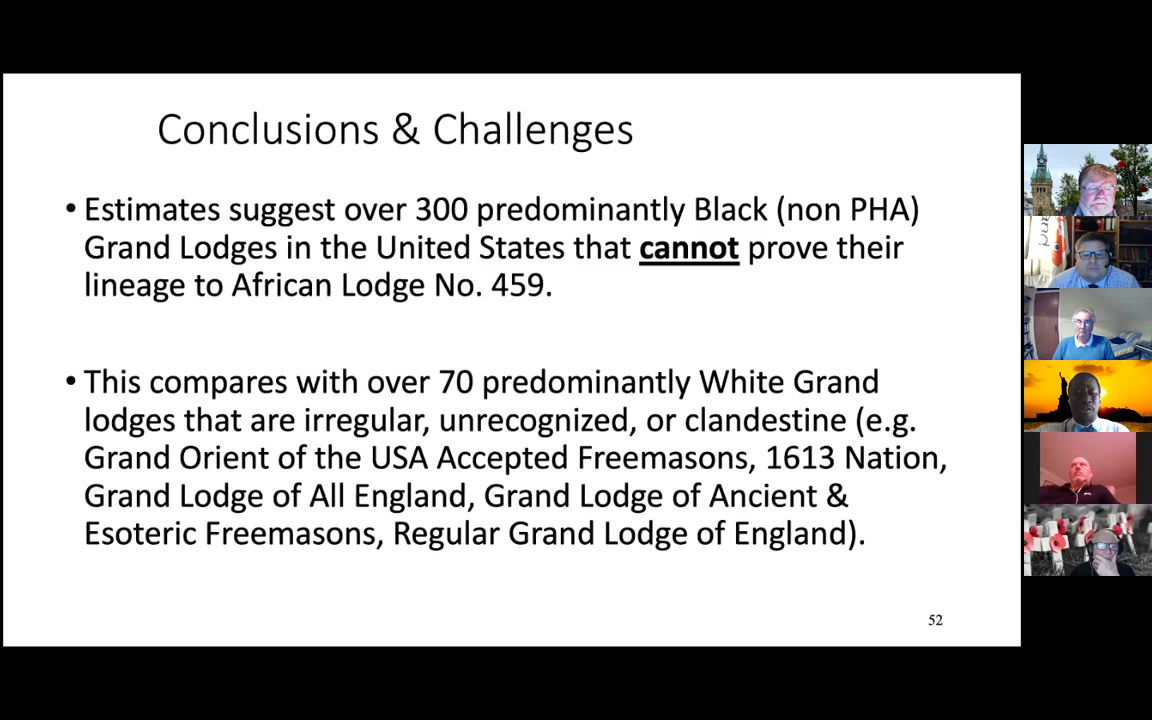 Conclusions & Challenges
• Estimates suggest over 300 predominantly Black (non PHA)
Grand Lodges in the United States that cannot prove their
lineage to African Lodge No. 459.
• This compares with over 70 predominantly White Grand
lodges that are irregular, unrecognized, or clandestine (e.g.
Grand Orient of the USA Accepted Freemasons, 1613 Nation,
Grand Lodge of All England, Grand Lodge of Ancient &
Esoteric Freemasons, Regular Grand Lodge of England).
52